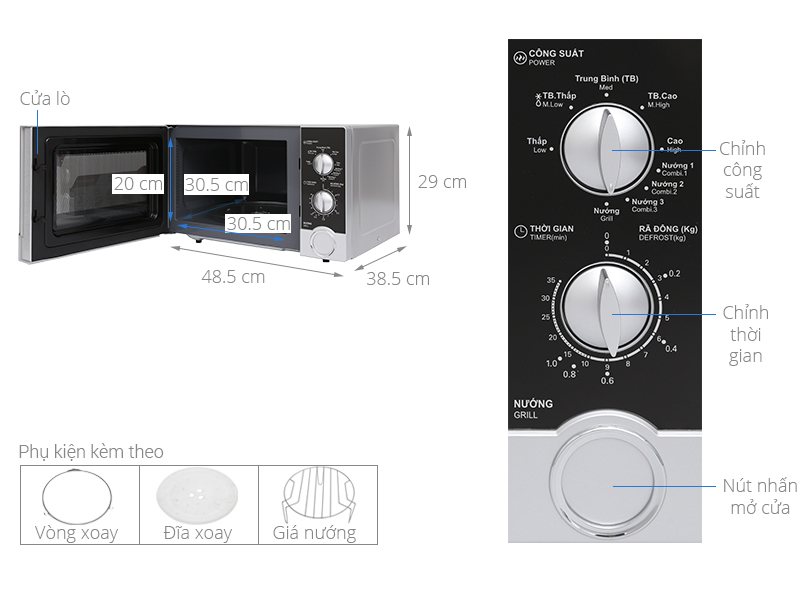 Cửa lò
20 cm
30.5 cm
30.5 cm
29 cm
48.5 cm
38.5 cm
Phụ kiện kèm theo
Vòng xoay
Đĩa xoay
Giá nướng
CÔNG SUẤT
POWER
Trung Bình (TB)
Med
TB.Thấp
M.Low
TB.Cao
M.High
Thấp
Low
Cao
High
Nướng 1
Combi.1
Nướng 2
Combi.2
Nướng 3
Combi.3
Nướng
Grill
Chỉnh
công
suất
THỜI GIAN
TIMER(min)
RÃ ĐÔNG (Kg)
DEFROST(kg)
0
0
1
2
3
0.2
4
5
6
0.4
7
8
9
0.6
10
0.8
15
1.0
20
25
30
35
Chỉnh
thời
gian
NƯỚNG
GRILL
Nút nhấn
mở cửa